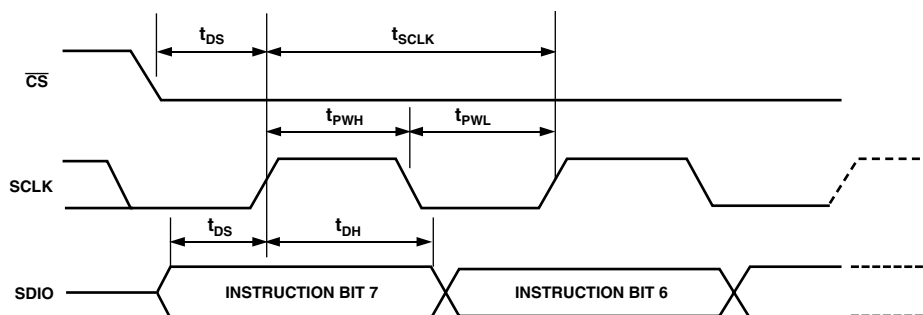 tDS
tSCLK
CS
tPWH
tPWL
SCLK
tDS
tDH
SDIO
INSTRUCTION BIT 7
INSTRUCTION BIT 6